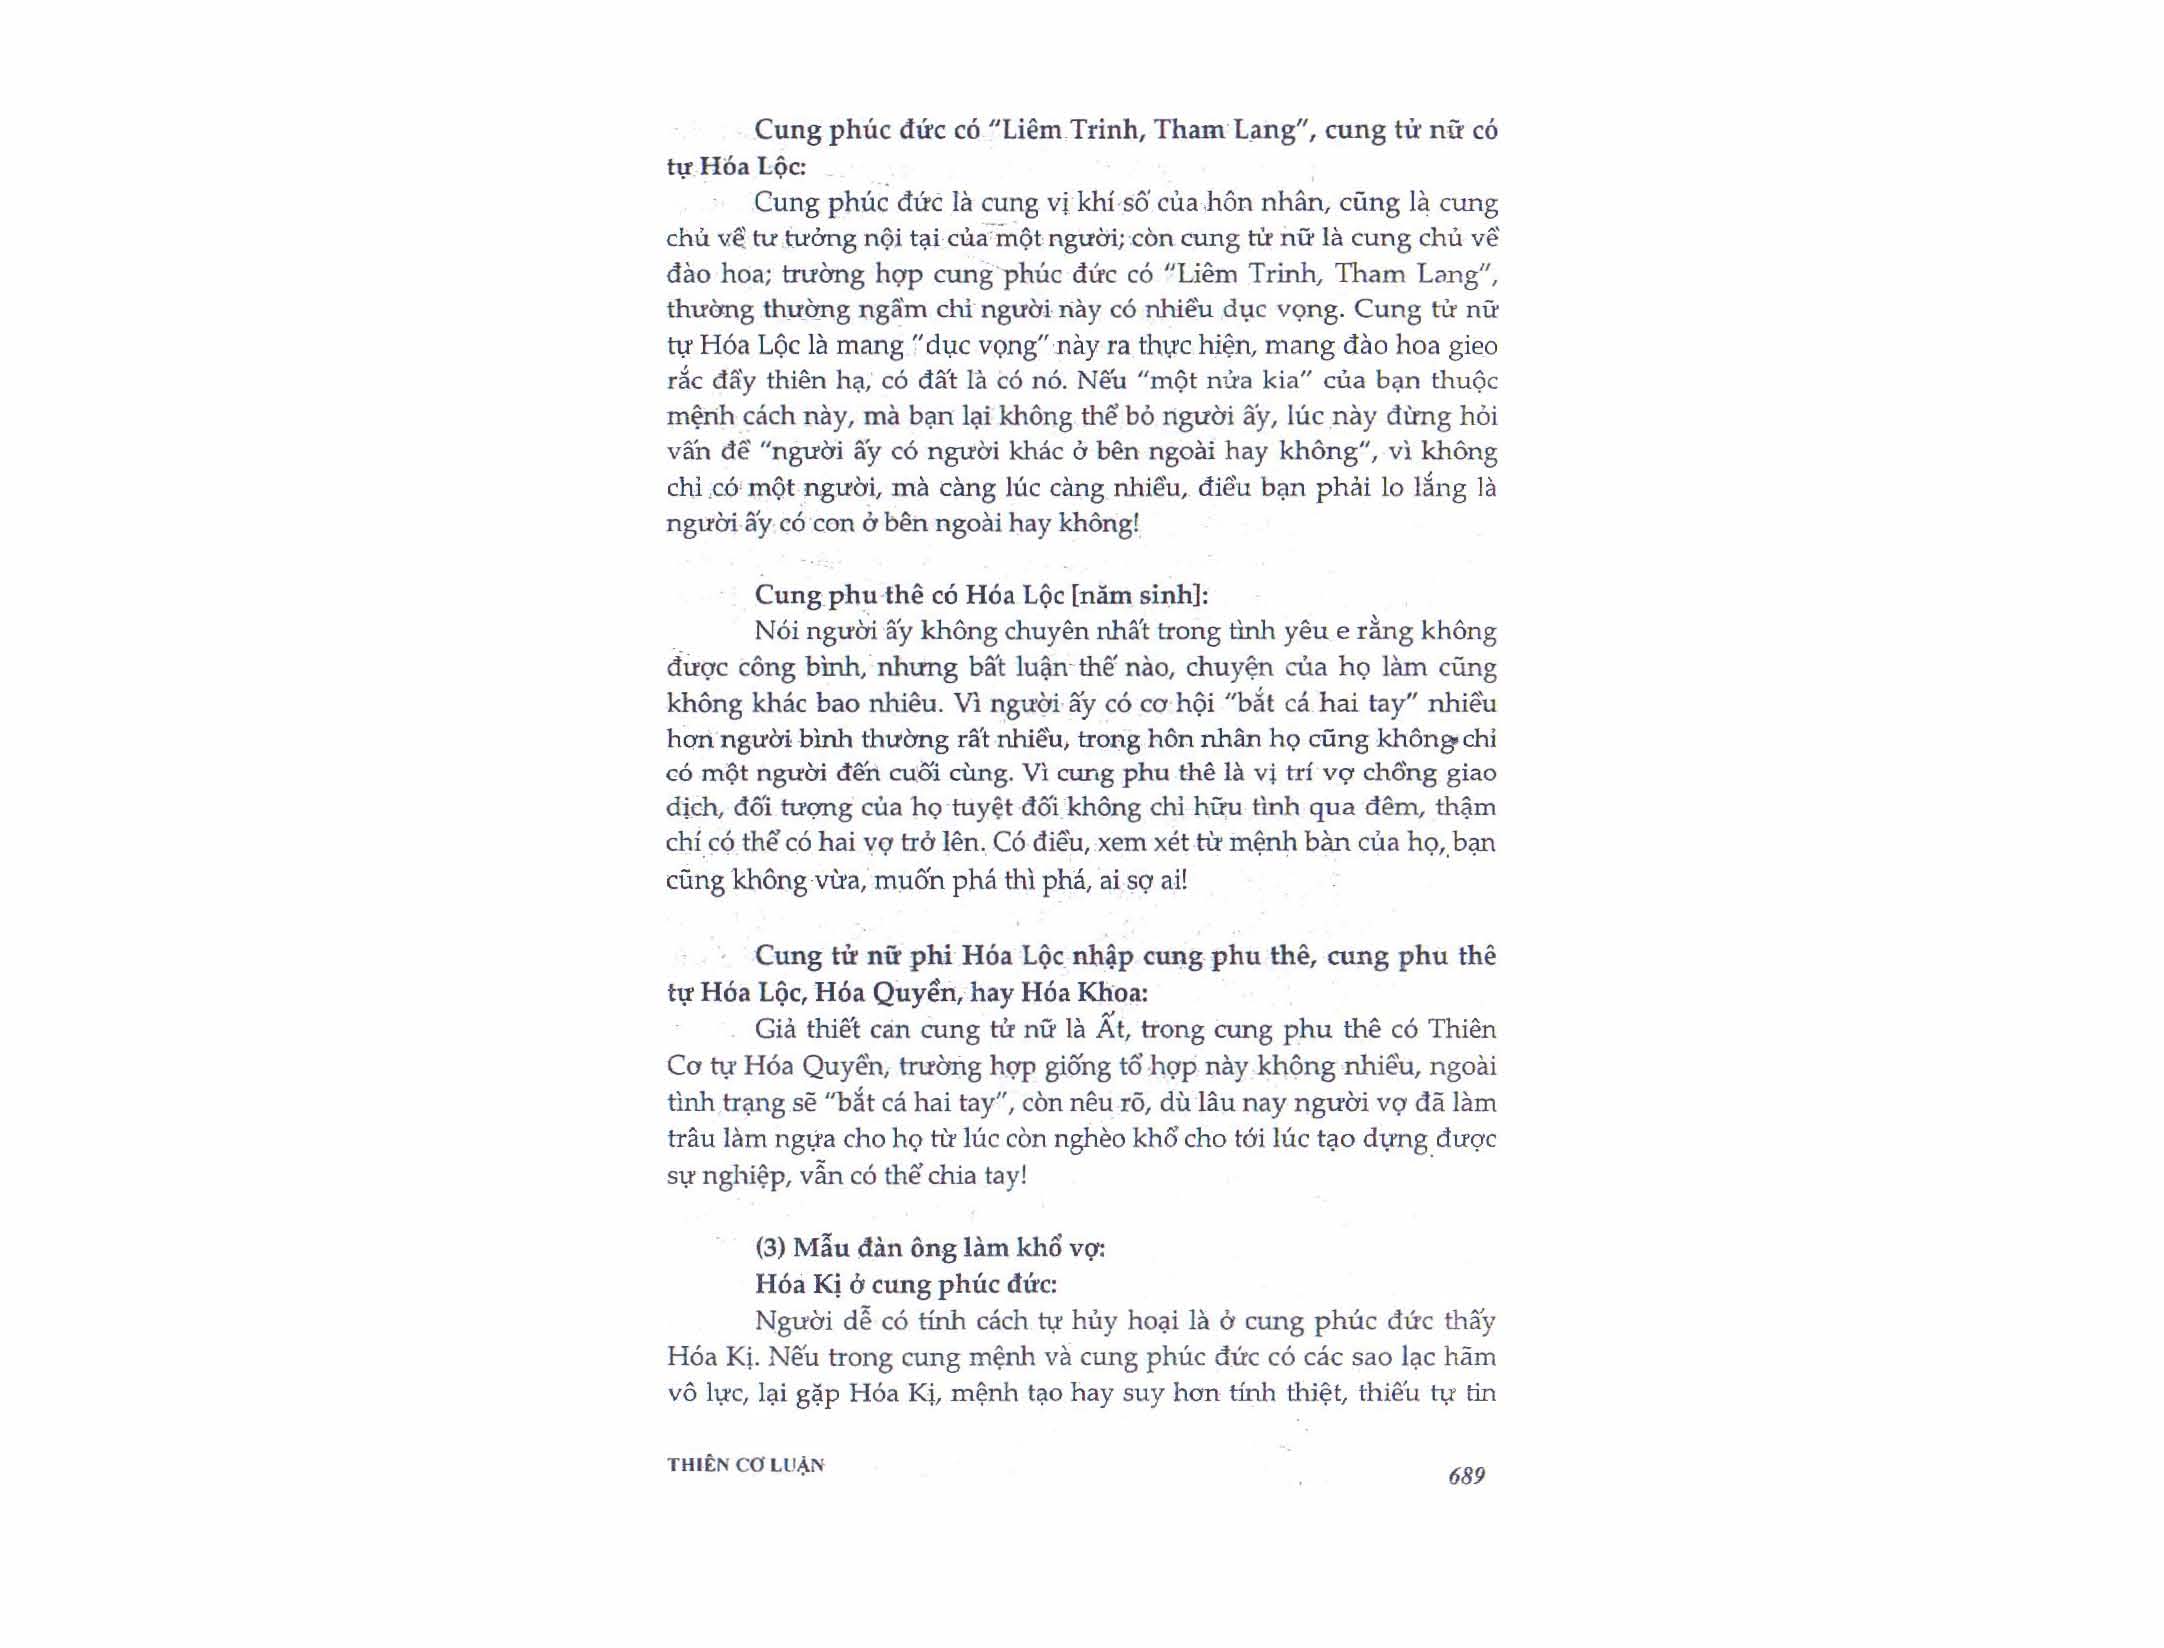 Cung phúc đức có "Liêm Trinh, Tham Lang", cung tử nữ có
tự Hóa Lộc:
Cung phúc đức là cung vị khí số của hôn nhân, cũng là cung
chủ về tư tưởng nội tại của một người; còn cung tử nữ là cung chủ về
đào hoa; trường hợp cung phúc đức có "Liêm Trinh, Tham Lang",
thường thường ngầm chỉ người này có nhiều dục vọng. Cung tử nữ
tự Hóa Lộc là mang "dục vọng" này ra thực hiện, mang đào hoa gieo
rắc đầy thiên hạ, có đất là có nó. Nếu "một nửa kia" của bạn thuộc
mệnh cách này, mà bạn lại không thể bỏ người ấy, lúc này đừng hỏi
vấn đề "người ấy có người khác ở bên ngoài hay không", vì không
chỉ có một người, mà càng lúc càng nhiều, điều bạn phải lo lắng là
người ấy có con ở bên ngoài hay không!
Cung phu thê có Hóa Lộc [năm sinh]:
Nói người ấy không chuyên nhất trong tình yêu e rằng không
được công bình, nhưng bất luận thế nào, chuyện của họ làm cũng
không khác bao nhiêu. Vì người ấy có cơ hội "bắt cá hai tay" nhiều
hơn người bình thường rất nhiều, trong hôn nhân họ cũng không chỉ
có một người đến cuối cùng. Vì cung phu thê là vị trí vợ chồng giao
dịch, đối tượng của họ tuyệt đối không chỉ hữu tình qua đêm, thậm
chí có thể có hai vợ trở lên. Có điều, xem xét từ mệnh bàn của họ, bạn
cũng không vừa, muốn phá thì phá, ai sợ ai!
Cung tử nữ phi Hóa Lộc nhập cung phu thê, cung phu thê
tự Hóa Lộc, Hóa Quyền, hay Hóa Khoa:
Giả thiết can cung tử nữ là Ất, trong cung phu thê có Thiên
Cơ tự Hóa Quyền, trường hợp giống tổ hợp này không nhiều, ngoài
tình trạng sẽ "bắt cá hai tay", còn nêu rõ, dù lâu nay người vợ đã làm
trâu làm ngựa cho họ từ lúc còn nghèo khổ cho tới lúc tạo dựng được
sự nghiệp, vẫn có thể chia tay!
(3) Mẫu đàn ông làm khổ vợ:
Hóa Kị ở cung phúc đức:
Người dễ có tính cách tự hủy hoại là ở cung phúc đức thấy
Hóa Kị. Nếu trong cung mệnh và cung phúc đức có các sao lạc hãm
vô lực, lại gặp Hóa Kị, mệnh tạo hay suy hơn tính thiệt, thiếu tự tin
THIÊN CƠ LUẬN
689